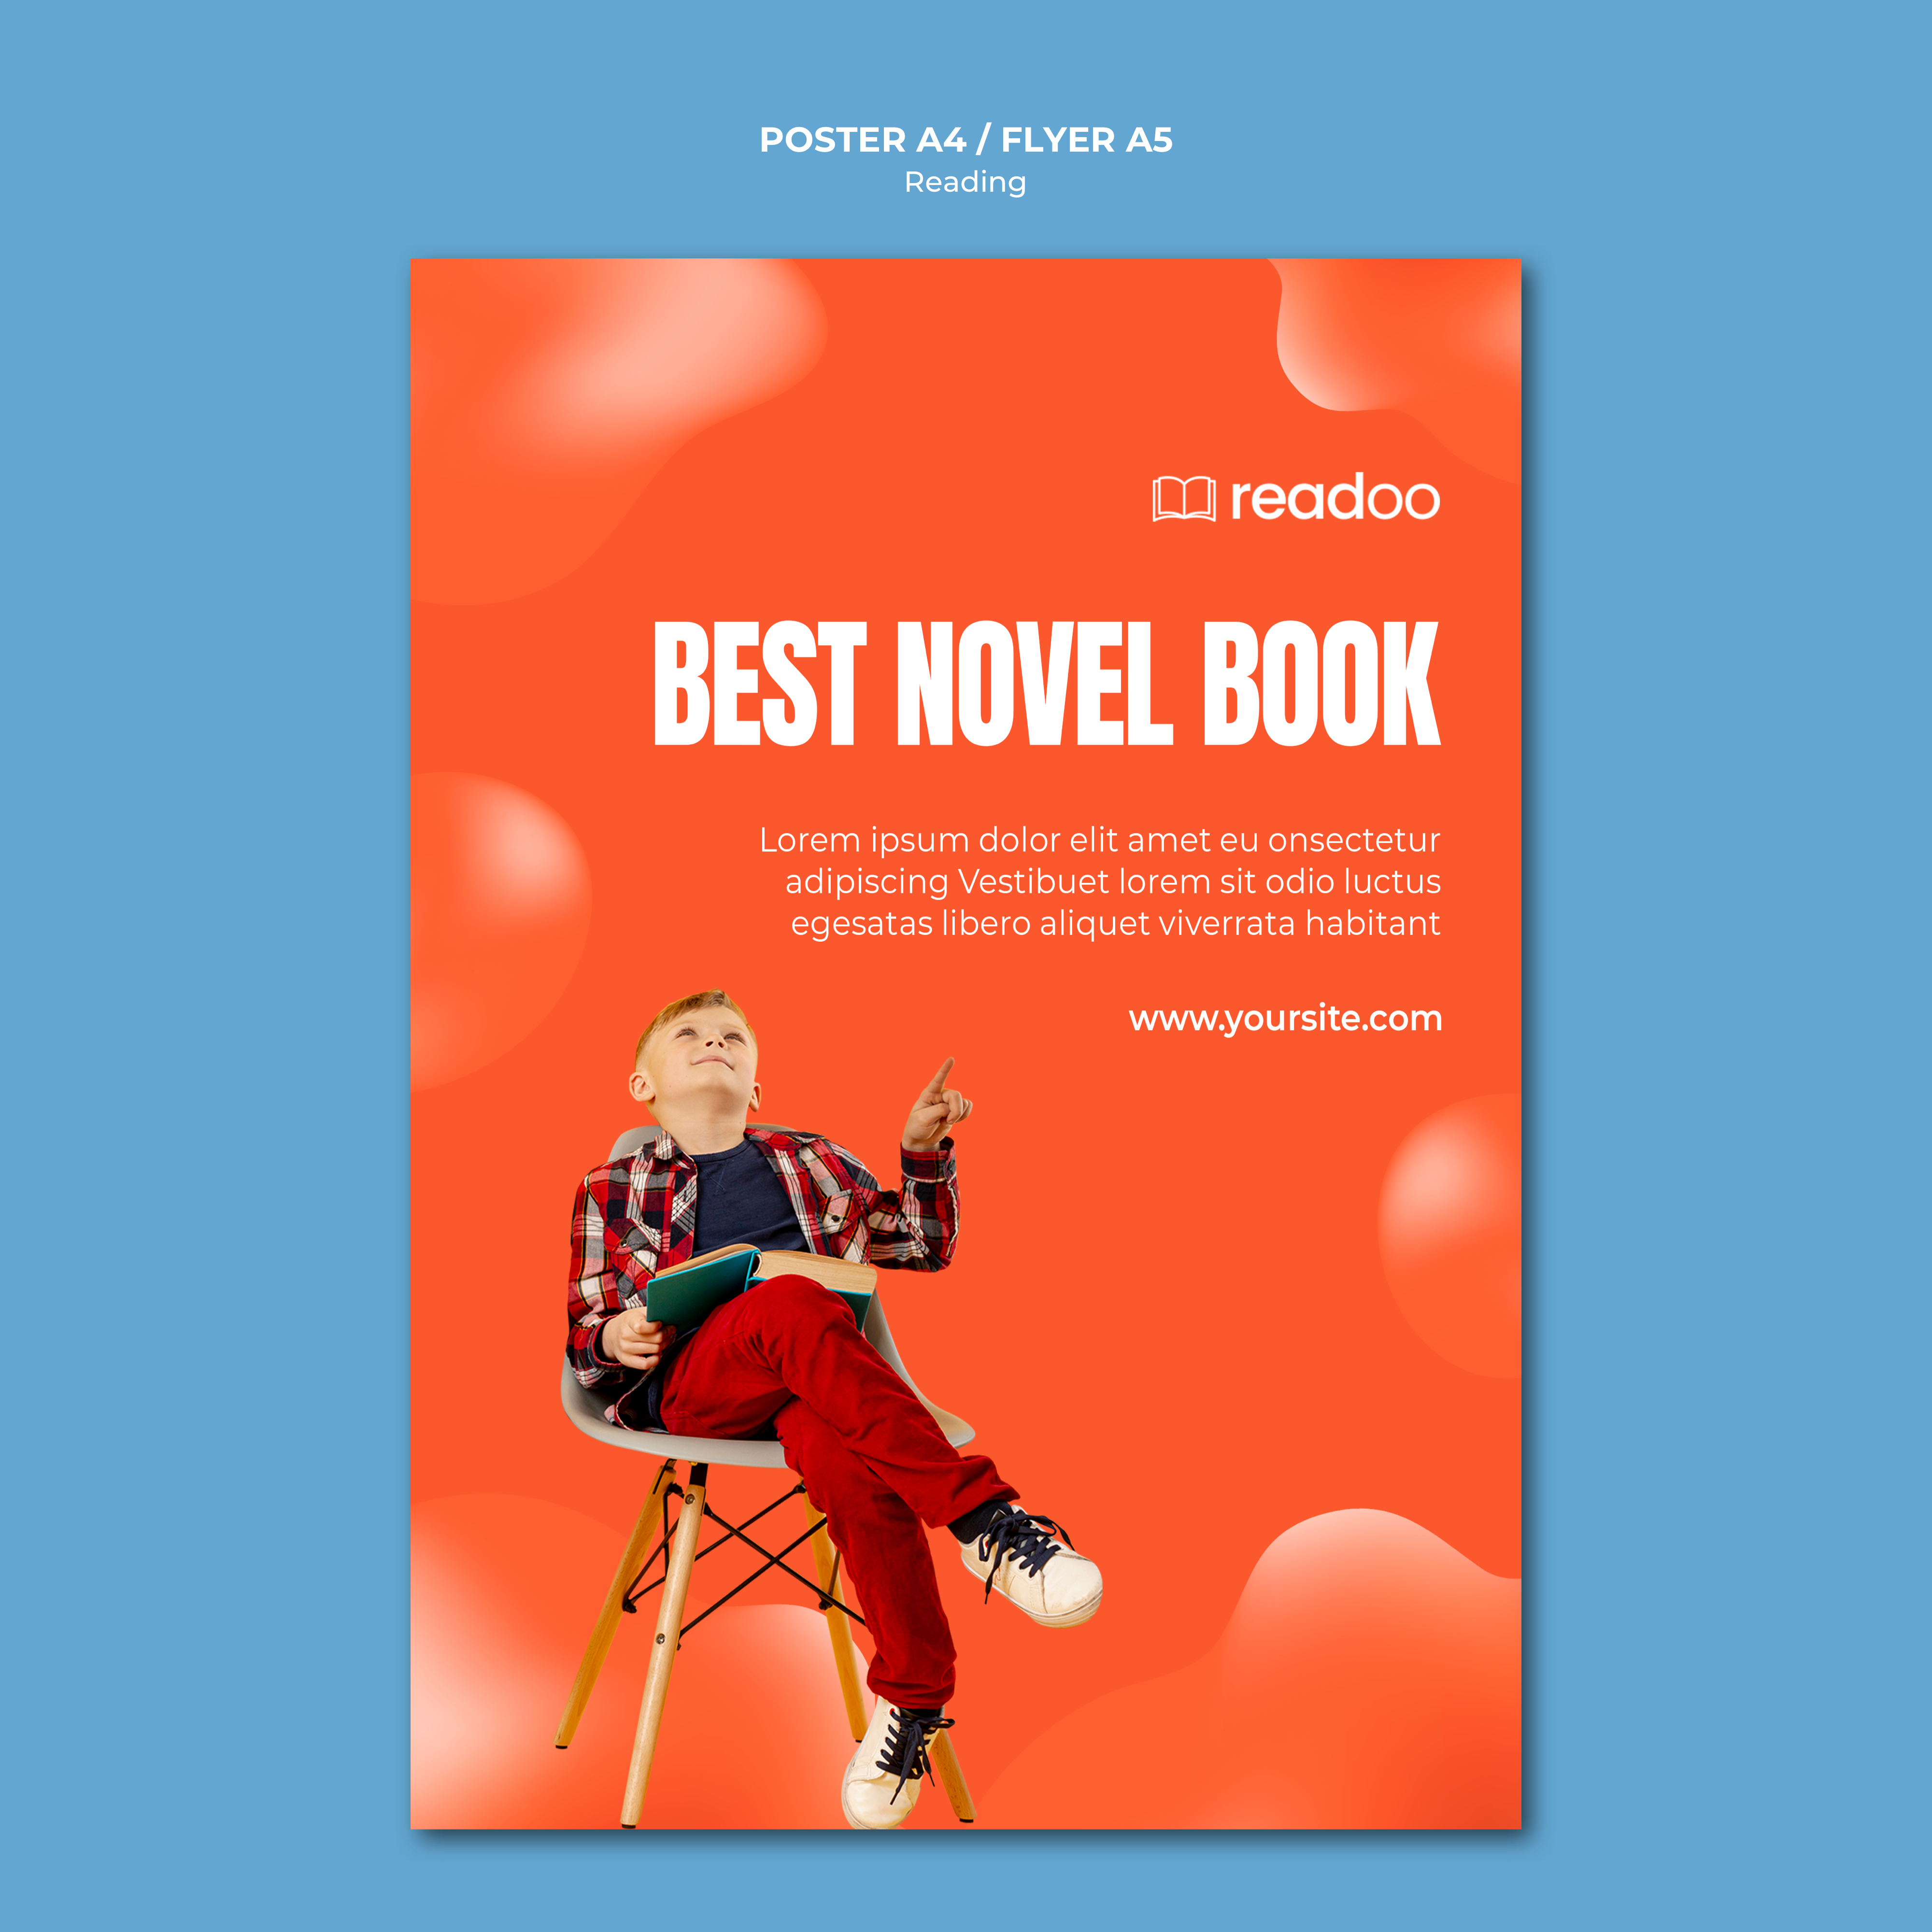 POSTER A4 / FLYER A5
Reading
readoo
BEST NOVEL BOOK
Lorem ipsum dolor elit amet eu onsectetur
adipiscing Vestibuet lorem sit odio luctus
egesatas libero aliquet viverrata habitant
www.yoursite.com